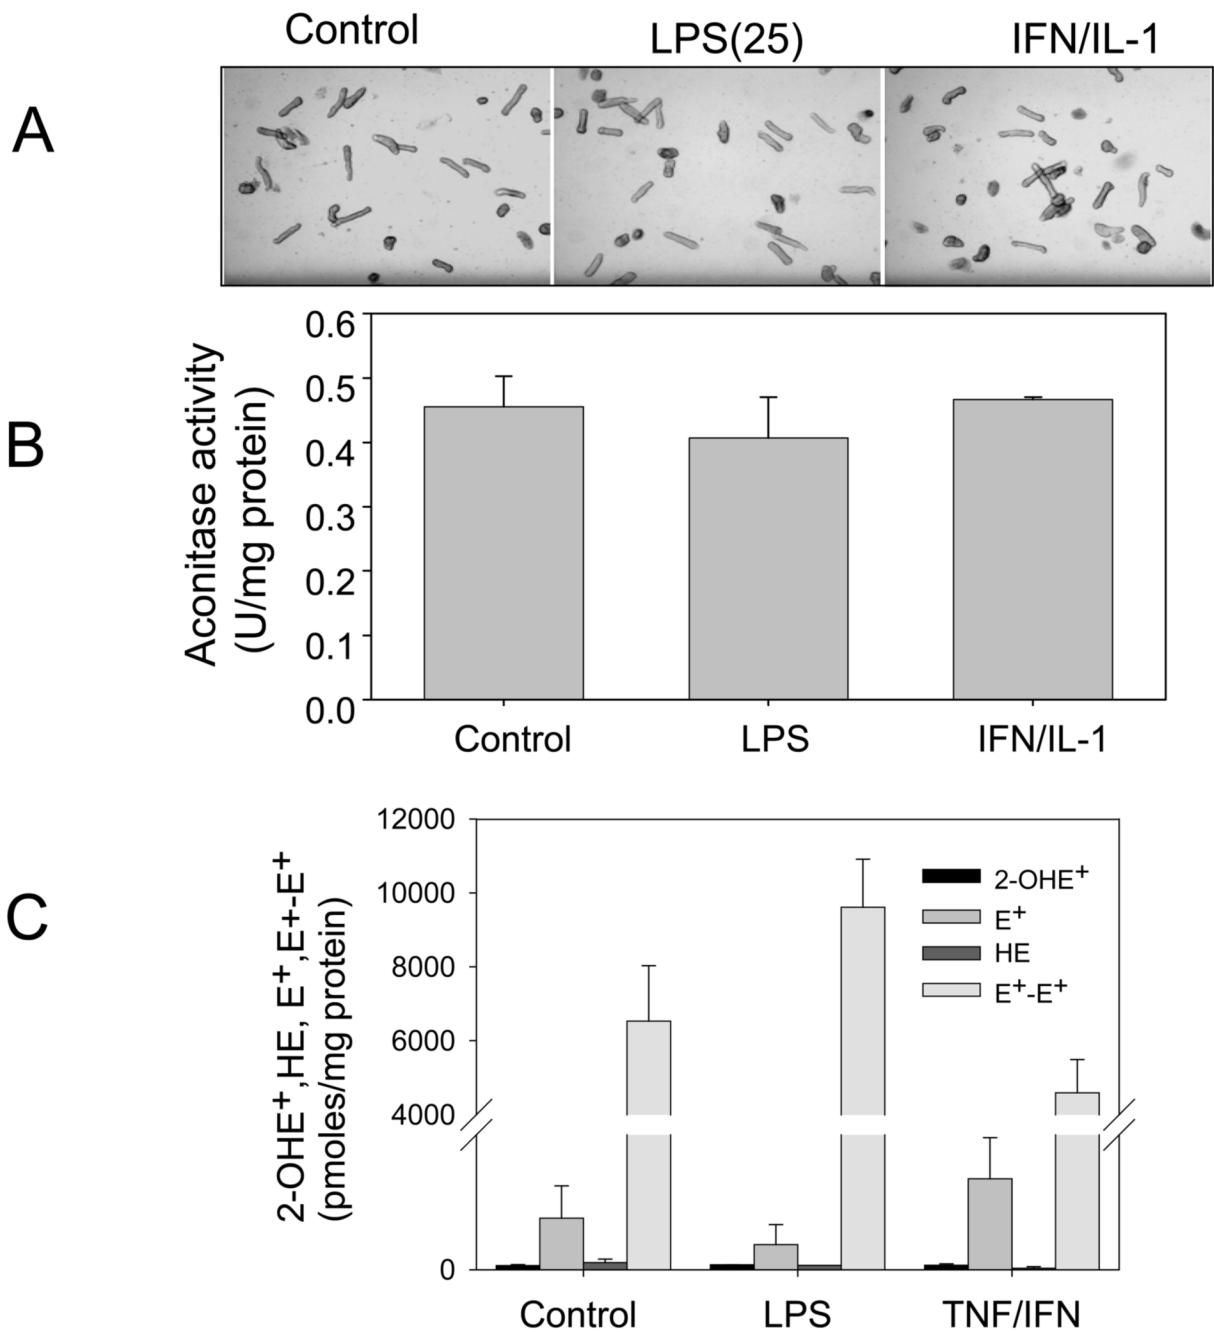 Control LPS(25) IFN/IL-1
A
B
Aconitase activity
(U/mg protein)
0.6
0.5
0.4
0.3
0.2
0.1
0.0
Control LPS IFN/IL-1
C
2-OHE⁺,HE, E⁺,E+-E⁺
(pmoles/mg protein)
12000
10000
8000
6000
4000
0
2-OHE⁺
E⁺
HE
E⁺-E⁺
Control LPS TNF/IFN